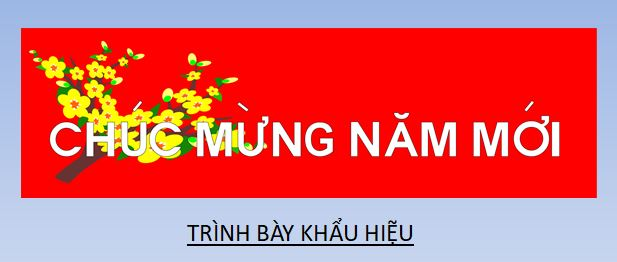 CHÚC MỪNG NĂM MỚI
TRÌNH BÀY KHẨU HIỆU